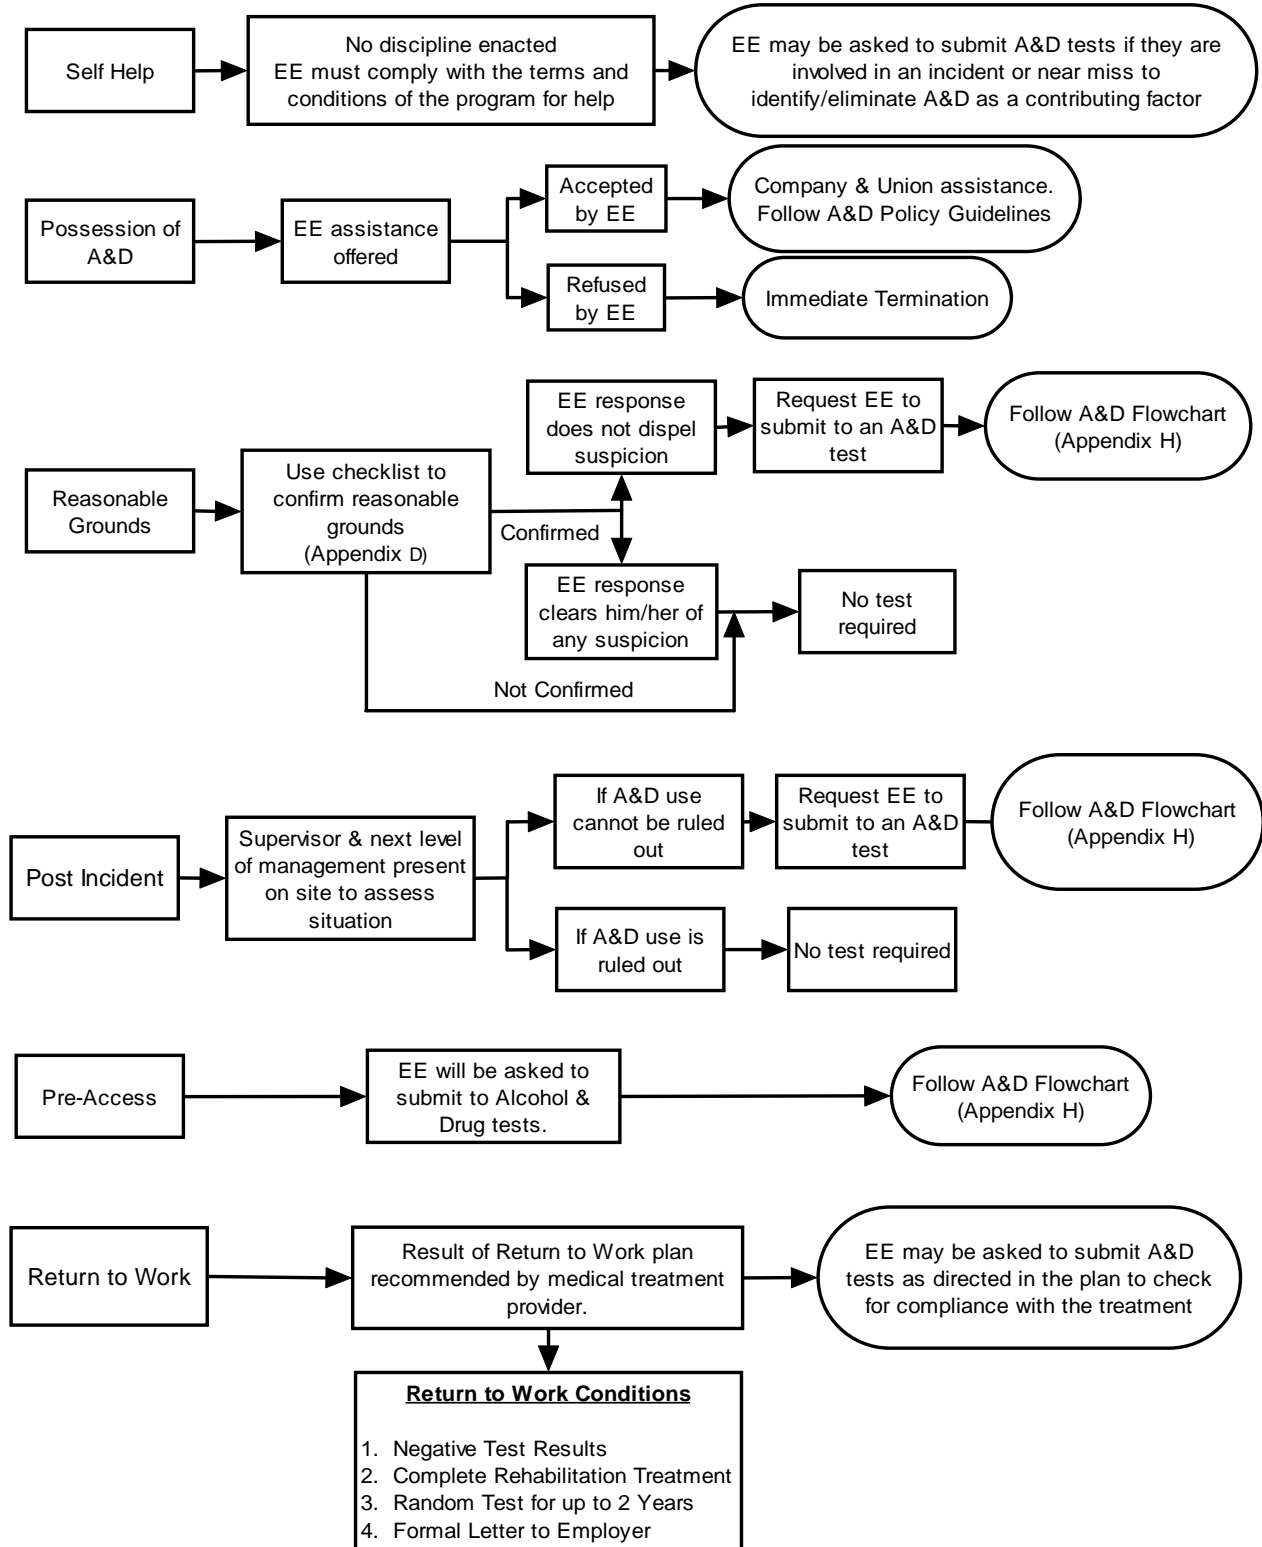 Self Help
No discipline enacted
EE must comply with the terms and
conditions of the program for help
EE may be asked to submit A&D tests if they are
involved in an incident or near miss to
identify/eliminate A&D as a contributing factor
Possession of
A&D
EE assistance
offered
Accepted
by EE
Company & Union assistance.
Follow A&D Policy Guidelines
Refused
by EE
Immediate Termination
Reasonable
Grounds
Use checklist to
confirm reasonable
grounds
(Appendix D)
Confirmed
EE response
does not dispel
suspicion
Request EE to
submit to an A&D
test
Follow A&D Flowchart
(Appendix H)
EE response
clears him/her of
any suspicion
No test
required
Not Confirmed
Post Incident
Supervisor & next level
of management present
on site to assess
situation
If A&D use
cannot be ruled
out
Request EE to
submit to an A&D
test
Follow A&D Flowchart
(Appendix H)
If A&D use is
ruled out
No test required
Pre-Access
EE will be asked to
submit to Alcohol &
Drug tests.
Follow A&D Flowchart
(Appendix H)
Return to Work
Result of Return to Work plan
recommended by medical treatment
provider.
EE may be asked to submit A&D
tests as directed in the plan to check
for compliance with the treatment
Return to Work Conditions
1. Negative Test Results
2. Complete Rehabilitation Treatment
3. Random Test for up to 2 Years
4. Formal Letter to Employer